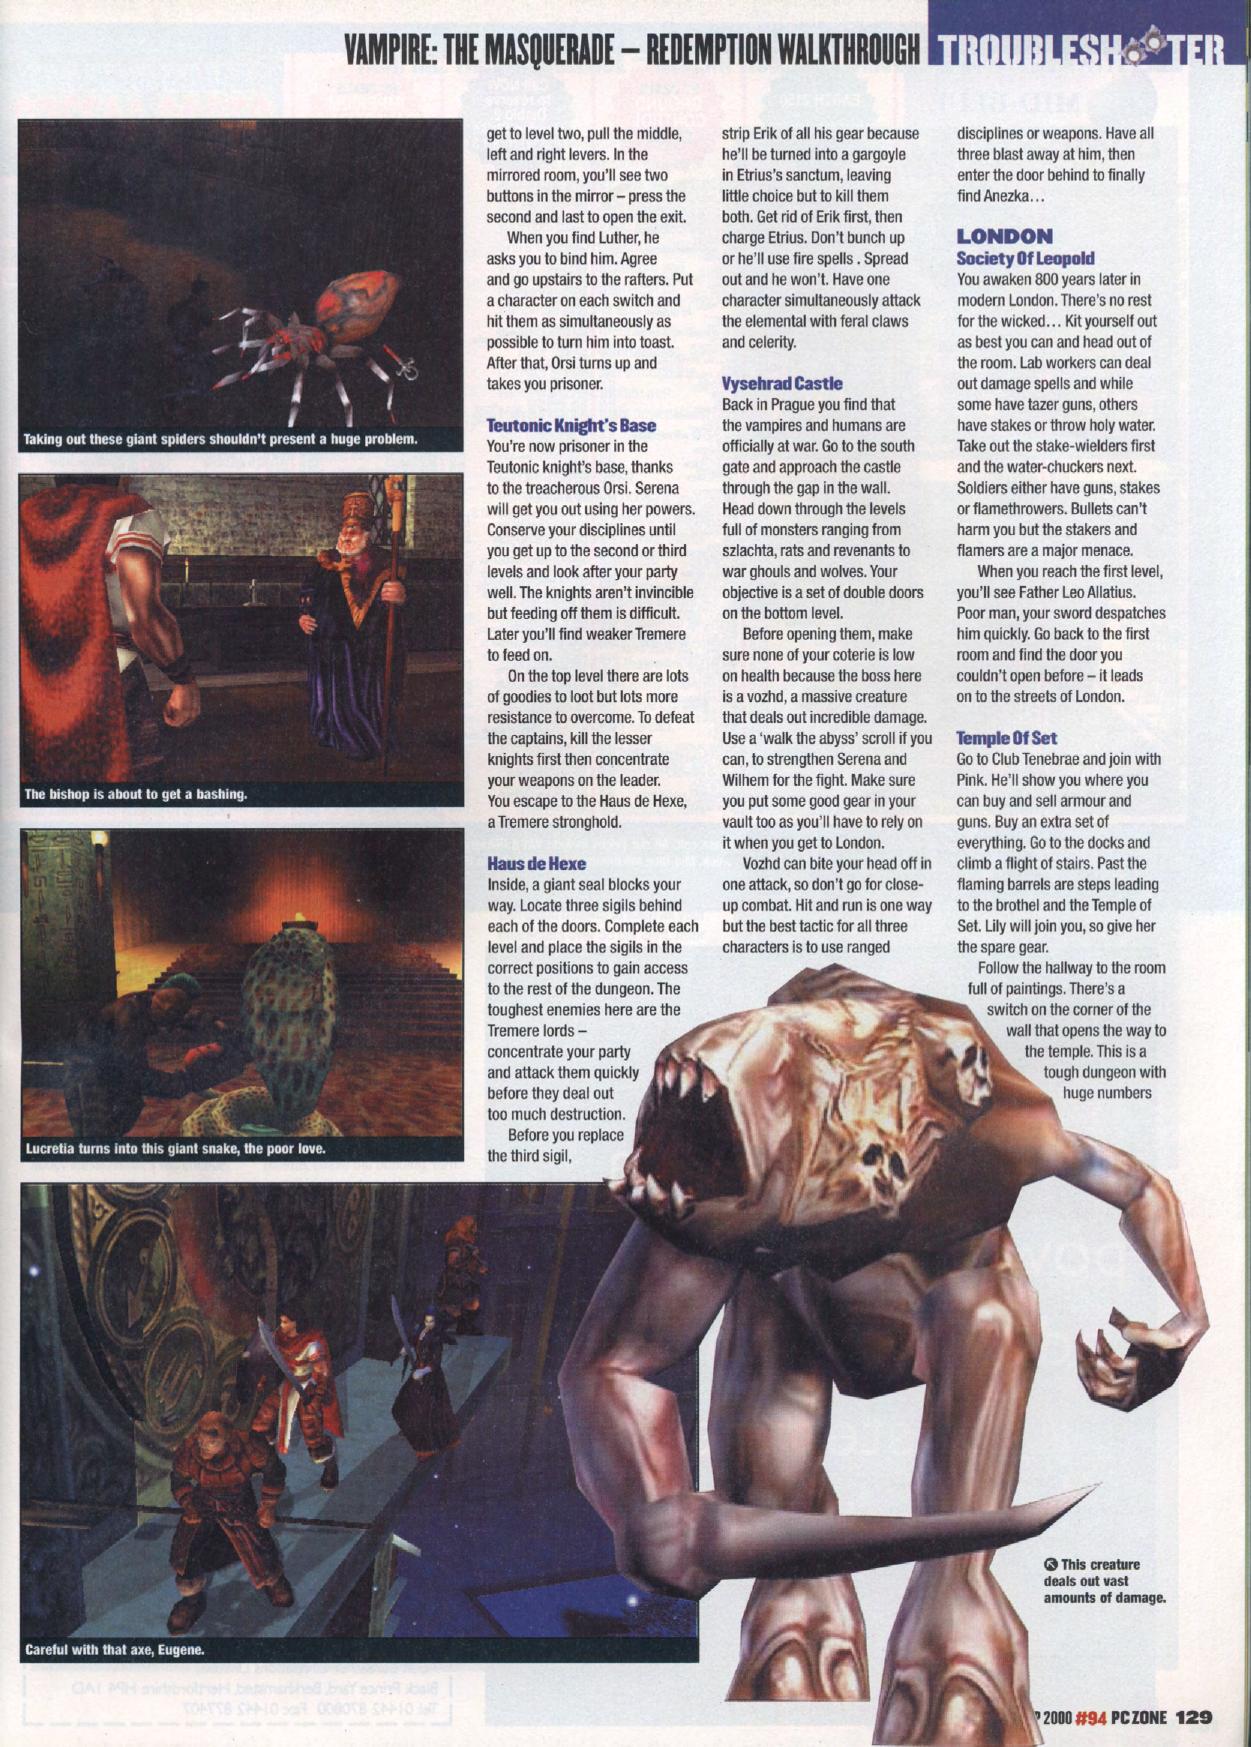 VAMPIRE: THE MASQUERADE – REDEMPTION WALKTHROUGH
TROUBLESHOOTER
Taking out these giant spiders shouldn't present a huge problem.
The bishop is about to get a bashing.
Lucretia turns into this giant snake, the poor love.
get to level two, pull the middle,
left and right levers. In the
mirrored room, you'll see two
buttons in the mirror – press the
second and last to open the exit.
When you find Luther, he
asks you to bind him. Agree
and go upstairs to the rafters. Put
a character on each switch and
hit them as simultaneously as
possible to turn him into toast.
After that, Orsi turns up and
takes you prisoner.
Teutonic Knight's Base
You're now prisoner in the
Teutonic knight's base, thanks
to the treacherous Orsi. Serena
will get you out using her powers.
Conserve your disciplines until
you get up to the second or third
levels and look after your party
well. The knights aren't invincible
but feeding off them is difficult.
Later you'll find weaker Tremere
to feed on.
On the top level there are lots
of goodies to loot but lots more
resistance to overcome. To defeat
the captains, kill the lesser
knights first then concentrate
your weapons on the leader.
You escape to the Haus de Hexe,
a Tremere stronghold.
Haus de Hexe
Inside, a giant seal blocks your
way. Locate three sigils behind
each of the doors. Complete each
level and place the sigils in the
correct positions to gain access
to the rest of the dungeon. The
toughest enemies here are the
Tremere lords –
concentrate your party
and attack them quickly
before they deal out
too much destruction.
Before you replace
the third sigil,
strip Erik of all his gear because
he'll be turned into a gargoyle
in Etrius's sanctum, leaving
little choice but to kill them
both. Get rid of Erik first, then
charge Etrius. Don't bunch up
or he'll use fire spells . Spread
out and he won't. Have one
character simultaneously attack
the elemental with feral claws
and celerity.
Vysehrad Castle
Back in Prague you find that
the vampires and humans are
officially at war. Go to the south
gate and approach the castle
through the gap in the wall.
Head down through the levels
full of monsters ranging from
szlachta, rats and revenants to
war ghouls and wolves. Your
objective is a set of double doors
on the bottom level.
Before opening them, make
sure none of your coterie is low
on health because the boss here
is a vozhd, a massive creature
that deals out incredible damage.
Use a 'walk the abyss' scroll if you
can, to strengthen Serena and
Wilhem for the fight. Make sure
you put some good gear in your
vault too as you'll have to rely on
it when you get to London.
Vozhd can bite your head off in
one attack, so don't go for close-
up combat. Hit and run is one way
but the best tactic for all three
characters is to use ranged
disciplines or weapons. Have all
three blast away at him, then
enter the door behind to finally
find Anezka...
LONDON
Society Of Leopold
You awaken 800 years later in
modern London. There's no rest
for the wicked... Kit yourself out
as best you can and head out of
the room. Lab workers can deal
out damage spells and while
some have tazer guns, others
have stakes or throw holy water.
Take out the stake-wielders first
and the water-chuckers next.
Soldiers either have guns, stakes
or flamethrowers. Bullets can't
harm you but the stakers and
flamers are a major menace.
When you reach the first level,
you'll see Father Leo Allatius.
Poor man, your sword despatches
him quickly. Go back to the first
room and find the door you
couldn't open before – it leads
on to the streets of London.
Temple Of Set
Go to Club Tenebrae and join with
Pink. He'll show you where you
can buy and sell armour and
guns. Buy an extra set of
everything. Go to the docks and
climb a flight of stairs. Past the
flaming barrels are steps leading
to the brothel and the Temple of
Set. Lily will join you, so give her
the spare gear.
Follow the hallway to the room
full of paintings. There's a
switch on the corner of the
wall that opens the way to
the temple. This is a
tough dungeon with
huge numbers
Careful with that axe, Eugene.
This creature
deals out vast
amounts of damage.
P 2000 #94 PC ZONE 129